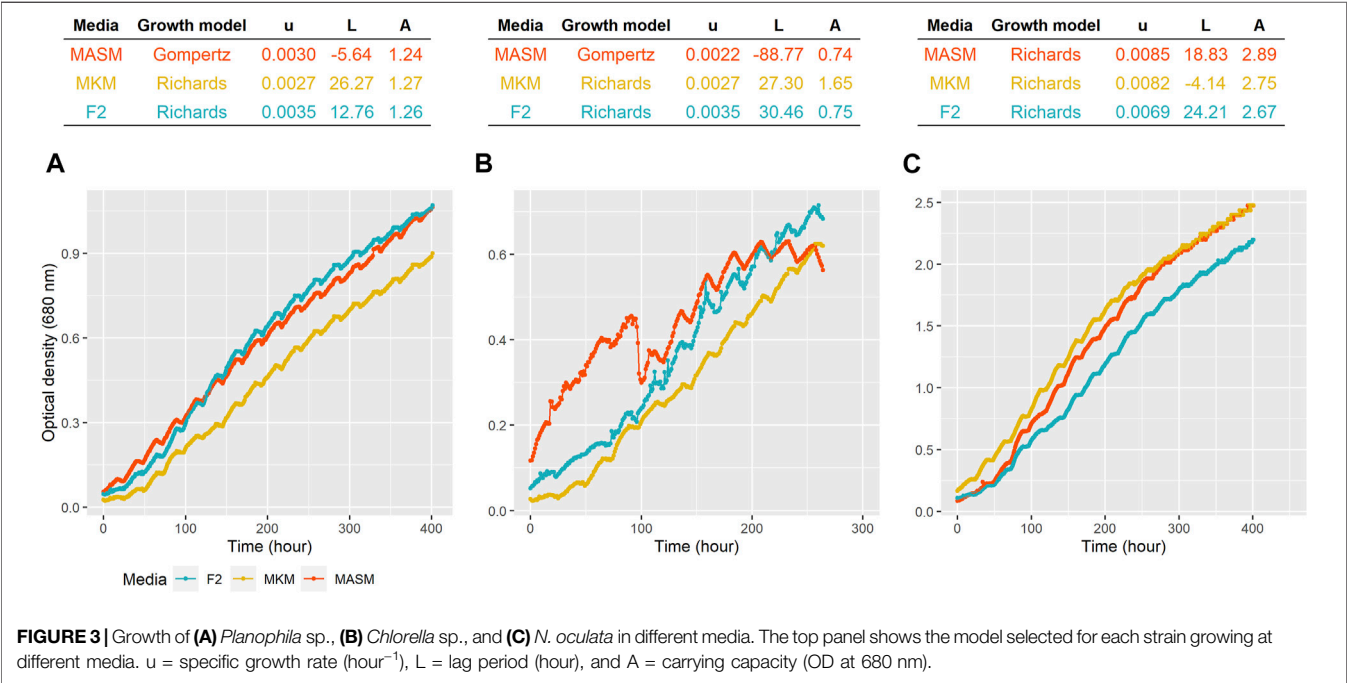 Media Growth model u L A
MASM Gompertz 0.0030 -5.64 1.24
MKM Richards 0.0027 26.27 1.27
F2 Richards 0.0035 12.76 1.26
Media Growth model u L A
MASM Gompertz 0.0022 -88.77 0.74
MKM Richards 0.0027 27.30 1.65
F2 Richards 0.0035 30.46 0.75
Media Growth model u L A
MASM Richards 0.0085 18.83 2.89
MKM Richards 0.0082 -4.14 2.75
F2 Richards 0.0069 24.21 2.67
A
Optical density (680 nm)
0.9
0.6
0.3
0.0
0 100 200 300 400
Time (hour)
B
0.6
0.4
0.2
0.0
0 100 200 300
Time (hour)
C
2.5
2.0
1.5
1.0
0.5
0.0
0 100 200 300 400
Time (hour)
Media F2 MKM MASM
FIGURE 3 | Growth of (A) Planophila sp., (B) Chlorella sp., and (C) N. oculata in different media. The top panel shows the model selected for each strain growing at
different media. u = specific growth rate (hour⁻¹), L = lag period (hour), and A = carrying capacity (OD at 680 nm).